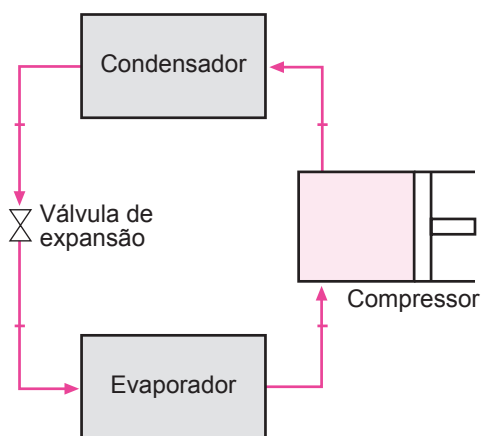 Condensador
Válvula de
expansão
Compressor
Evaporador